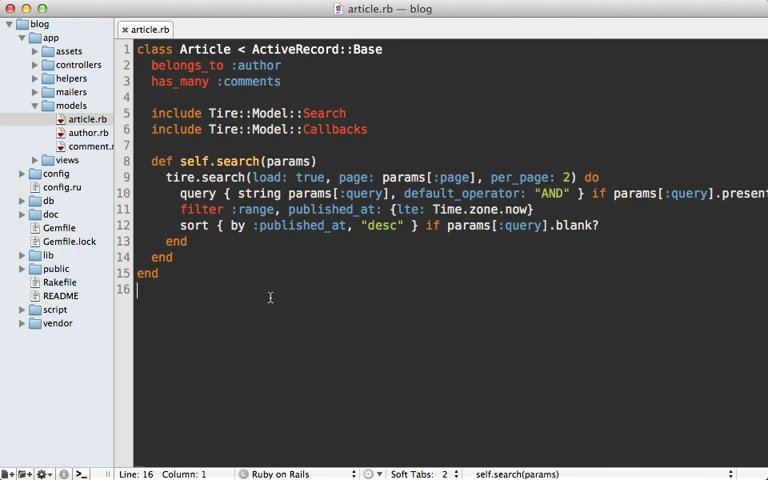 article.rb — blog
blog
app
assets
controllers
helpers
mailers
models
article.rb
author.rb
comment.r
views
config
config.ru
db
doc
Gemfile
Gemfile.lock
lib
public
Rakefile
README
script
vendor
article.rb
1 class Article < ActiveRecord::Base
2 belongs_to :author
3 has_many :comments
4
5 include Tire::Model::Search
6 include Tire::Model::Callbacks
7
8 def self.search(params)
9 tire.search(load: true, page: params[:page], per_page: 2) do
10 query { string params[:query], default_operator: "AND" } if params[:query].present
11 filter :range, published_at: {lte: Time.zone.now}
12 sort { by :published_at, "desc" } if params[:query].blank?
13 end
14 end
15 end
16
Line: 16 Column: 1 Ruby on Rails Soft Tabs: 2 self.search(params)